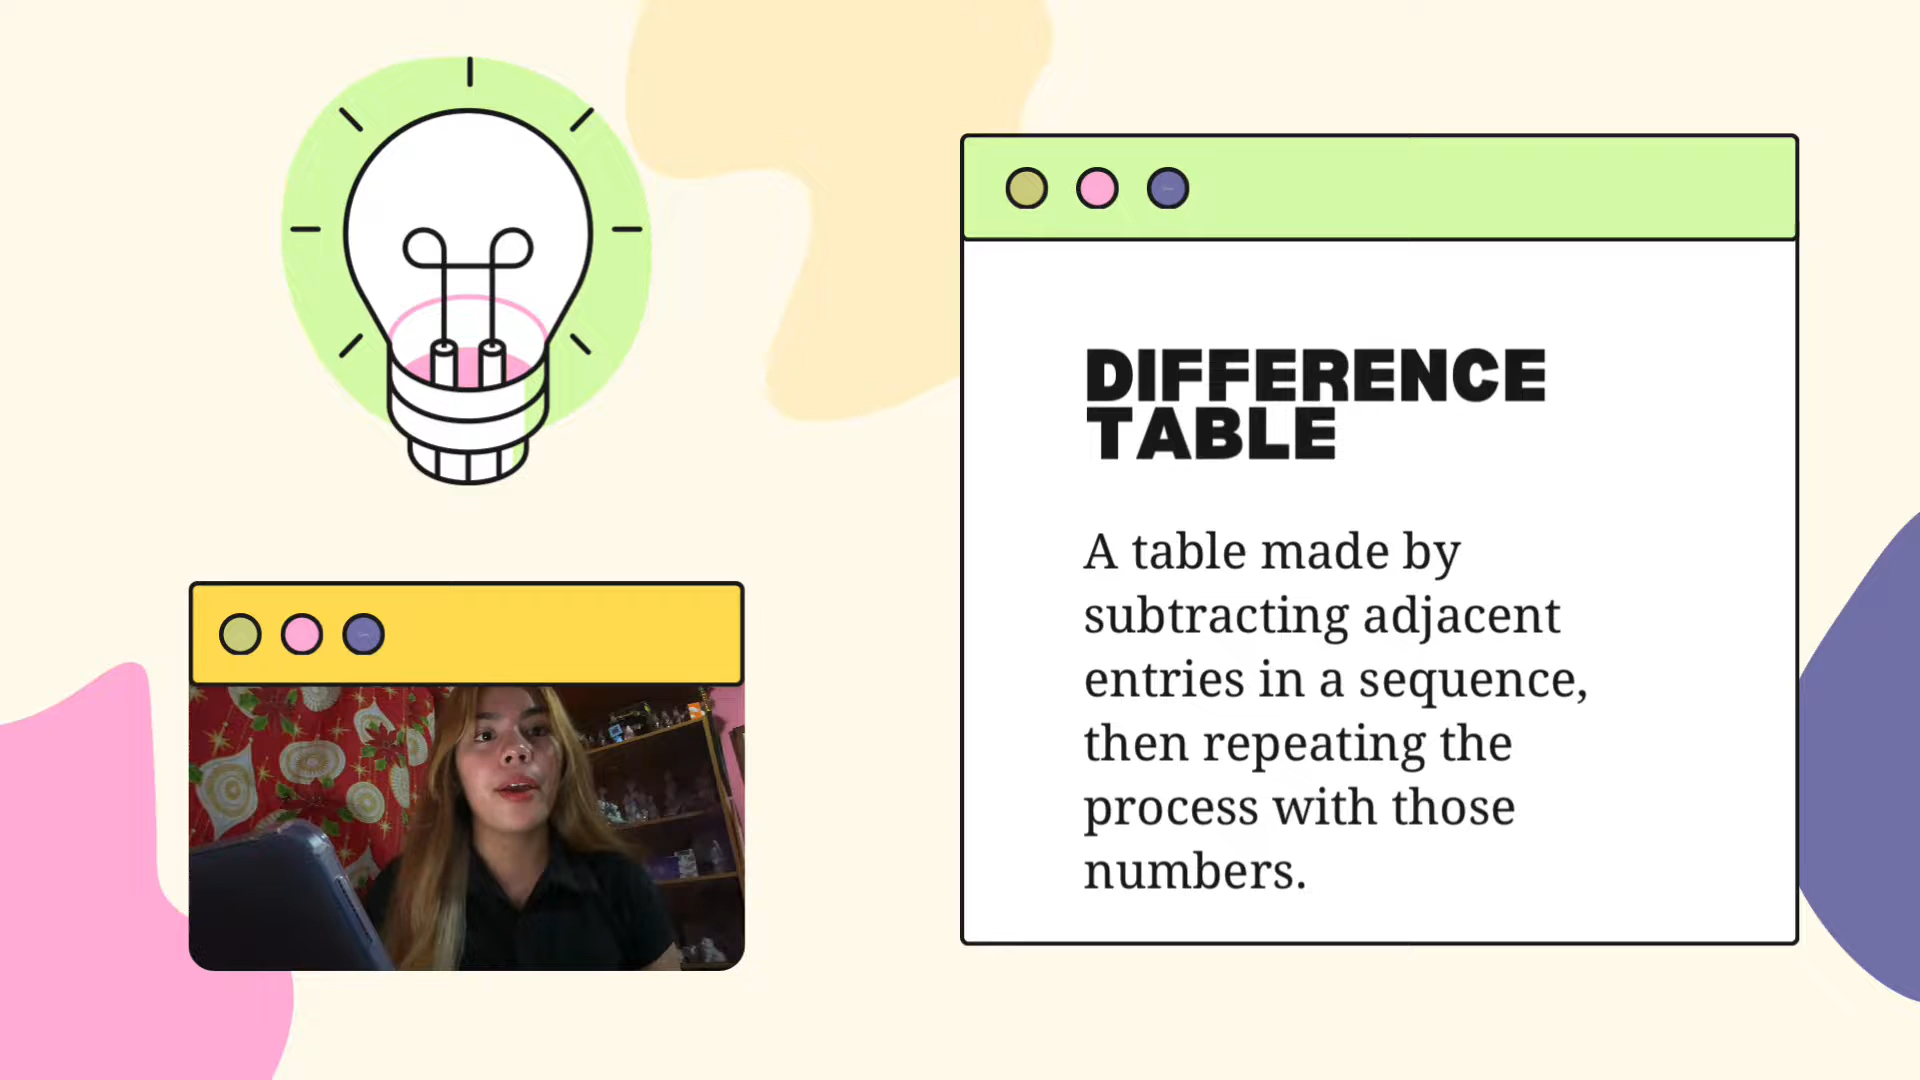 DIFFERENCE
TABLE
A table made by
subtracting adjacent
entries in a sequence,
then repeating the
process with those
numbers.